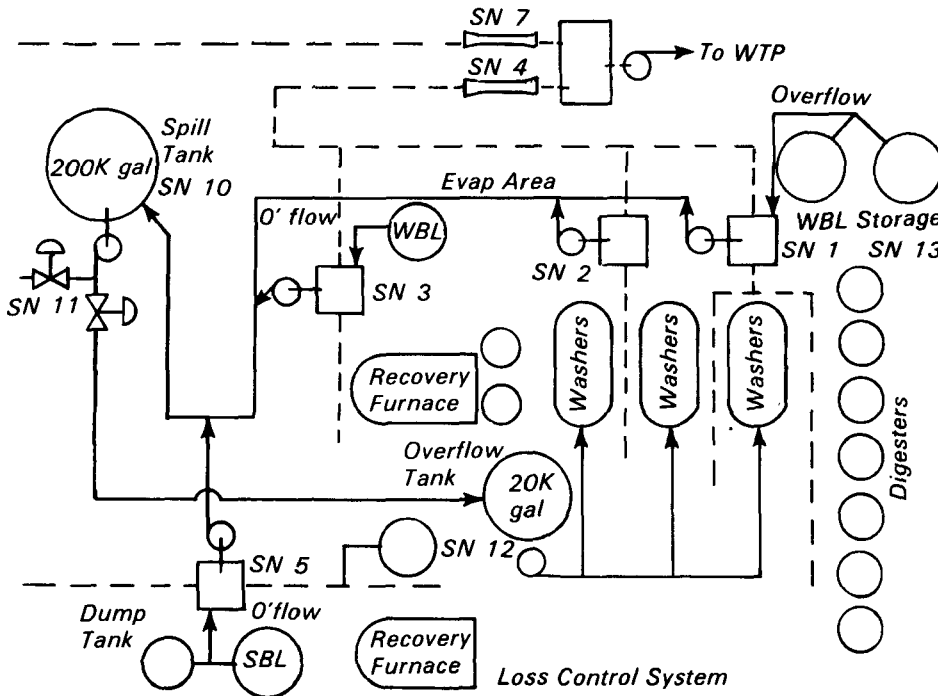 SN 7
To WTP
SN 4
Overflow
Spill
Tank
200K gal
SN 10
Evap Area
O' flow
WBL
WBL Storage
SN 1
SN 13
SN 2
SN 3
SN 11
Washers
Washers
Washers
Recovery
Furnace
Digesters
Overflow
Tank
20K
gal
SN 12
SN 5
Dump
Tank
O'flow
SBL
Recovery
Furnace
Loss Control System